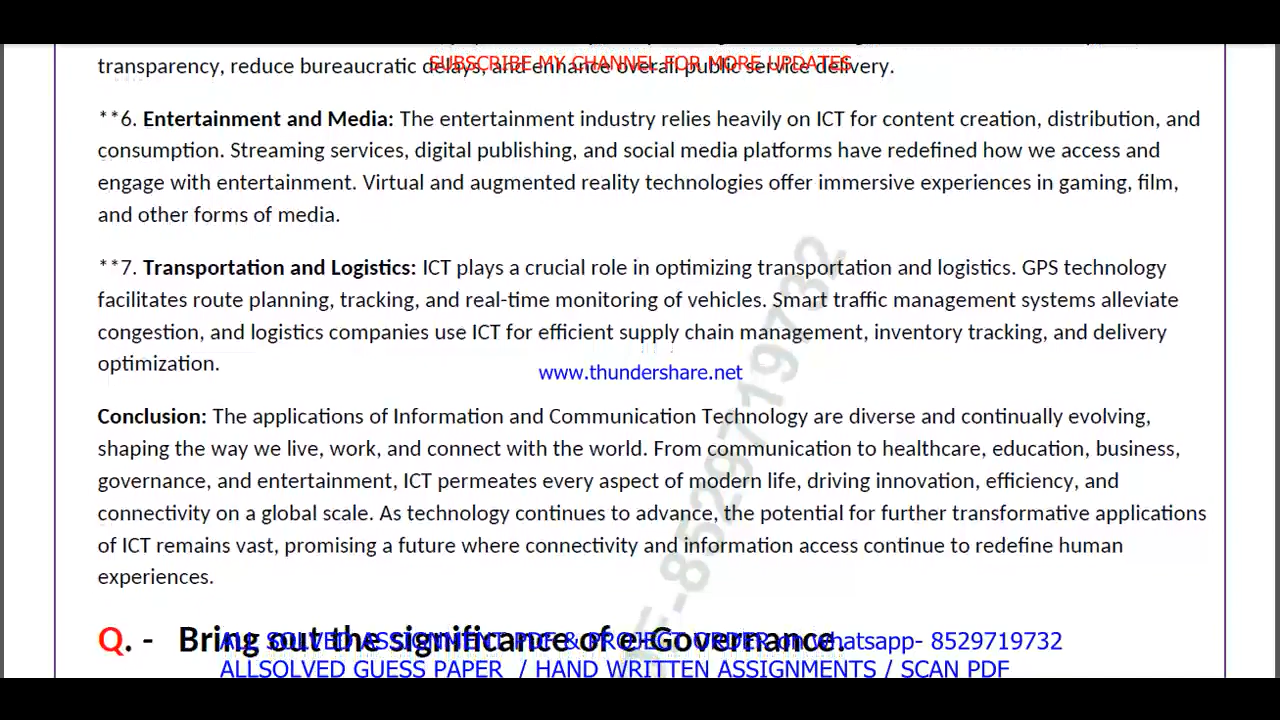 SUBSCRIBE MY CHANNEL FOR MORE UPDATES
transparency, reduce bureaucratic delays, and enhance overall public service delivery.
**6. Entertainment and Media: The entertainment industry relies heavily on ICT for content creation, distribution, and
consumption. Streaming services, digital publishing, and social media platforms have redefined how we access and
engage with entertainment. Virtual and augmented reality technologies offer immersive experiences in gaming, film,
and other forms of media.
**7. Transportation and Logistics: ICT plays a crucial role in optimizing transportation and logistics. GPS technology
facilitates route planning, tracking, and real-time monitoring of vehicles. Smart traffic management systems alleviate
congestion, and logistics companies use ICT for efficient supply chain management, inventory tracking, and delivery
optimization.
www.thundershare.net
Conclusion: The applications of Information and Communication Technology are diverse and continually evolving,
shaping the way we live, work, and connect with the world. From communication to healthcare, education, business,
governance, and entertainment, ICT permeates every aspect of modern life, driving innovation, efficiency, and
connectivity on a global scale. As technology continues to advance, the potential for further transformative applications
of ICT remains vast, promising a future where connectivity and information access continue to redefine human
experiences.
-8529719732
Q. - Bring out the significance of e-Governance.
ALL SOLVED ASSIGNMENT PDF & PROJECT ORDER on whatsapp- 8529719732
ALLSOLVED GUESS PAPER / HAND WRITTEN ASSIGNMENTS / SCAN PDF